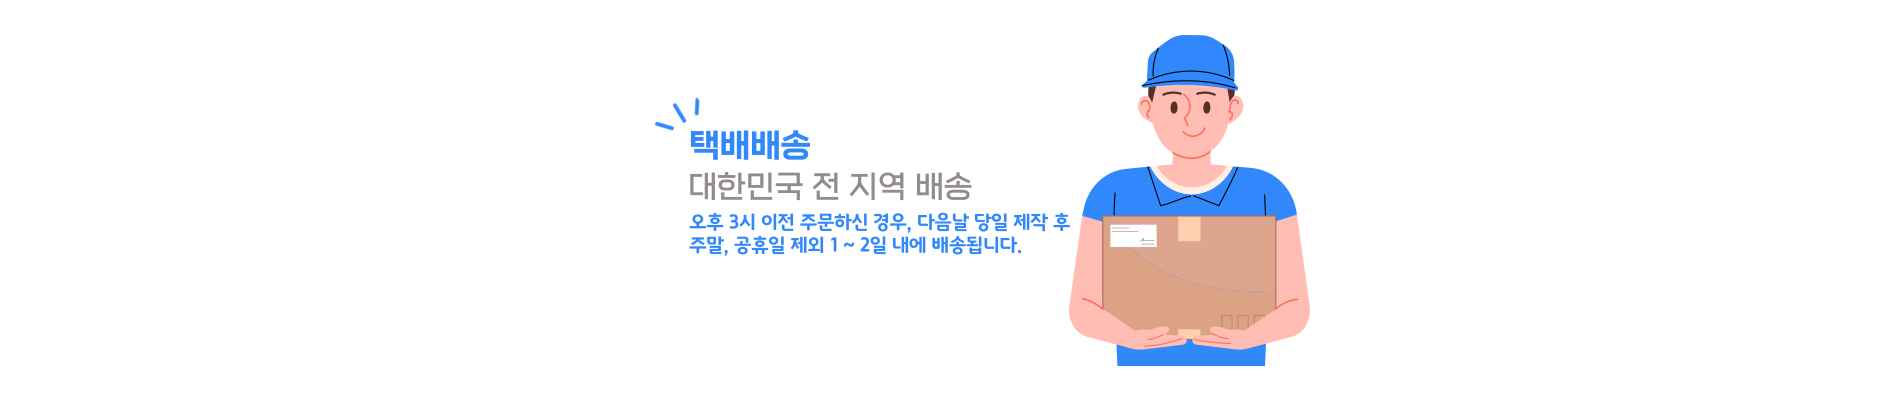 택배배송
대한민국 전 지역 배송
오후 3시 이전 주문하신 경우, 다음날 당일 제작 후
주말, 공휴일 제외 1 ~ 2일 내에 배송됩니다.